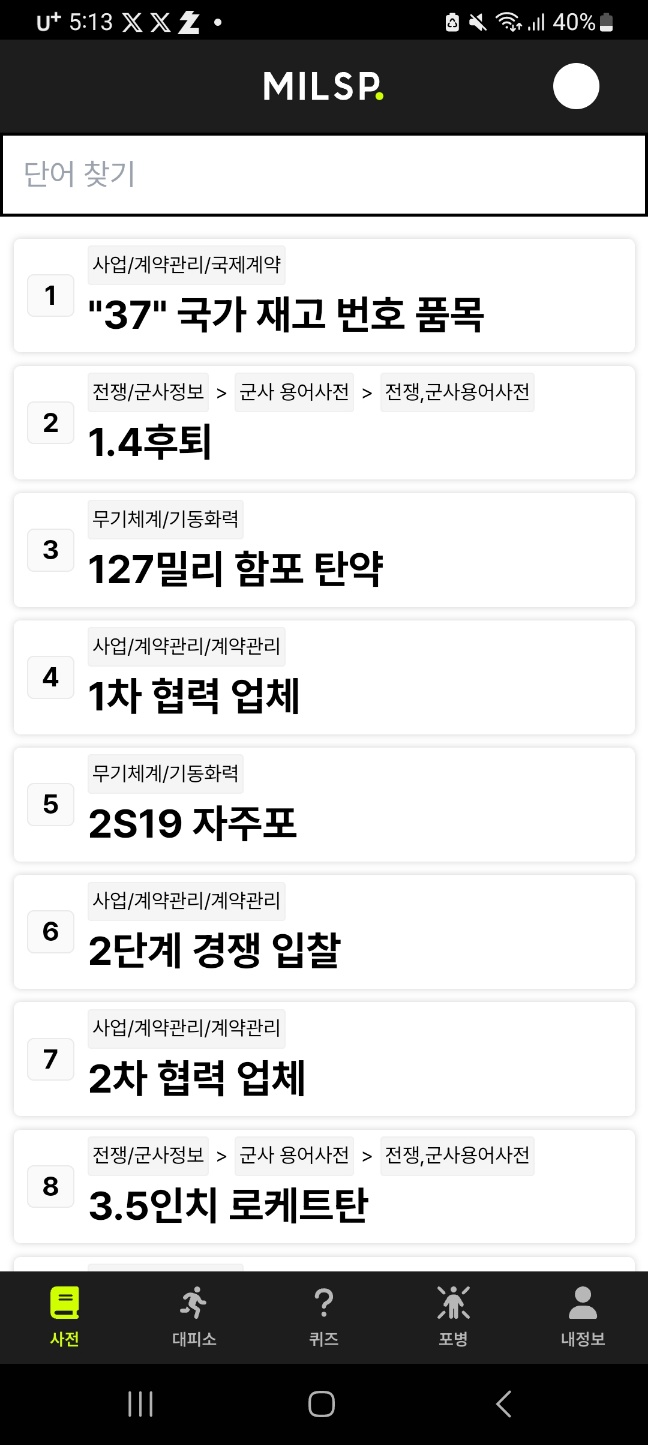 U+ 5:13 40%
MILSP.
단어 찾기
1
사업/계약관리/국제계약
"37" 국가 재고 번호 품목
2
전쟁/군사정보 > 군사 용어사전 > 전쟁,군사용어사전
1.4후퇴
3
무기체계/기동화력
127밀리 함포 탄약
4
사업/계약관리/계약관리
1차 협력 업체
5
무기체계/기동화력
2S19 자주포
6
사업/계약관리/계약관리
2단계 경쟁 입찰
7
사업/계약관리/계약관리
2차 협력 업체
8
전쟁/군사정보 > 군사 용어사전 > 전쟁,군사용어사전
3.5인치 로케트탄
사전 대피소 퀴즈 포병 내정보